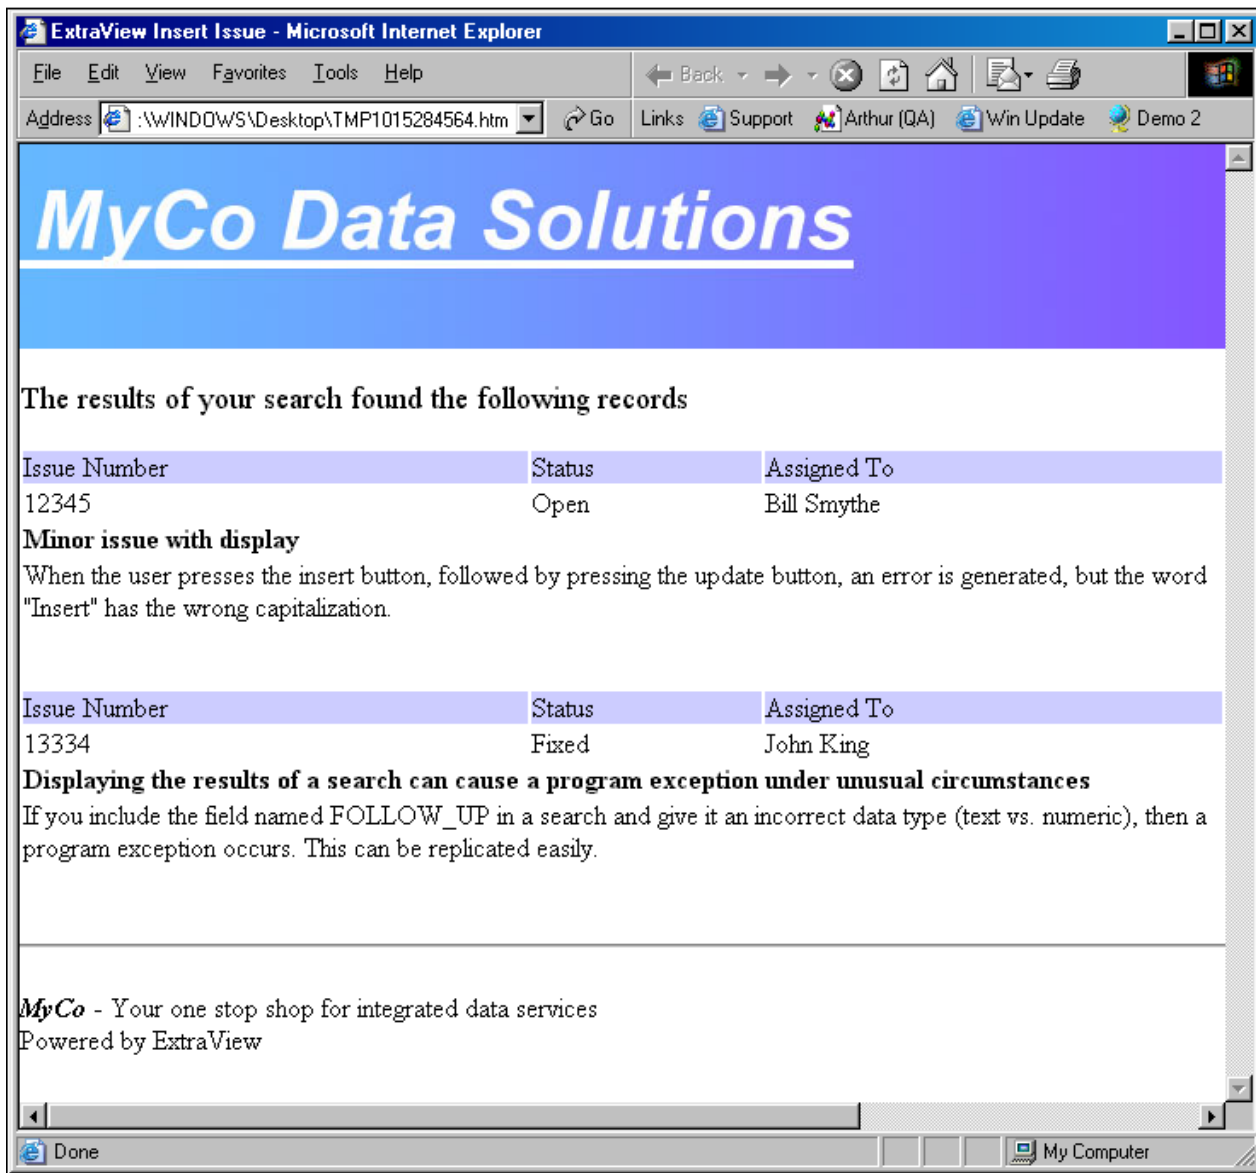 ExtraView Insert Issue - Microsoft Internet Explorer
File Edit View Favorites Tools Help Back
Address :\WINDOWS\Desktop\TMP1015284564.htm Go Links Support Arthur (QA) Win Update Demo 2
MyCo Data Solutions
The results of your search found the following records
Issue Number Status Assigned To
12345 Open Bill Smythe
Minor issue with display
When the user presses the insert button, followed by pressing the update button, an error is generated, but the word
"Insert" has the wrong capitalization.
Issue Number Status Assigned To
13334 Fixed John King
Displaying the results of a search can cause a program exception under unusual circumstances
If you include the field named FOLLOW_UP in a search and give it an incorrect data type (text vs. numeric), then a
program exception occurs. This can be replicated easily.
MyCo - Your one stop shop for integrated data services
Powered by ExtraView
Done My Computer